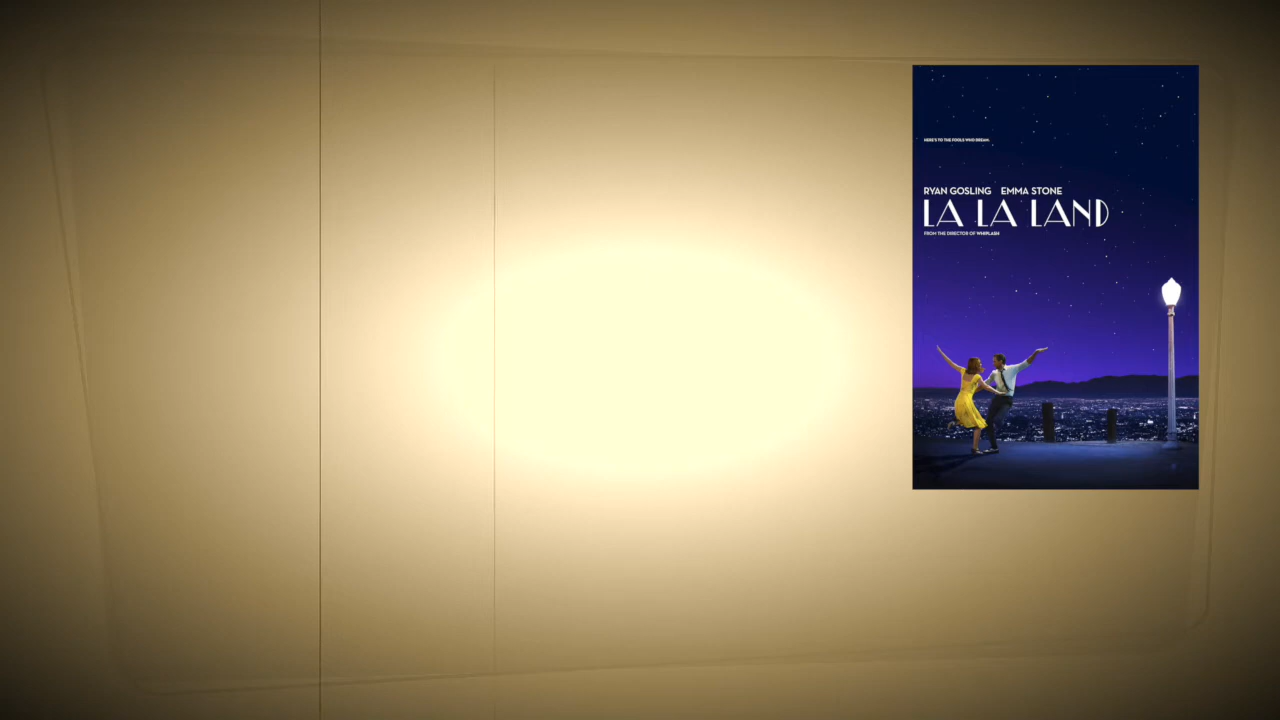 HERE'S TO THE FOOLS WHO DREAM.
RYAN GOSLING EMMA STONE
LA LA LAND
FROM THE DIRECTOR OF WHIPLASH